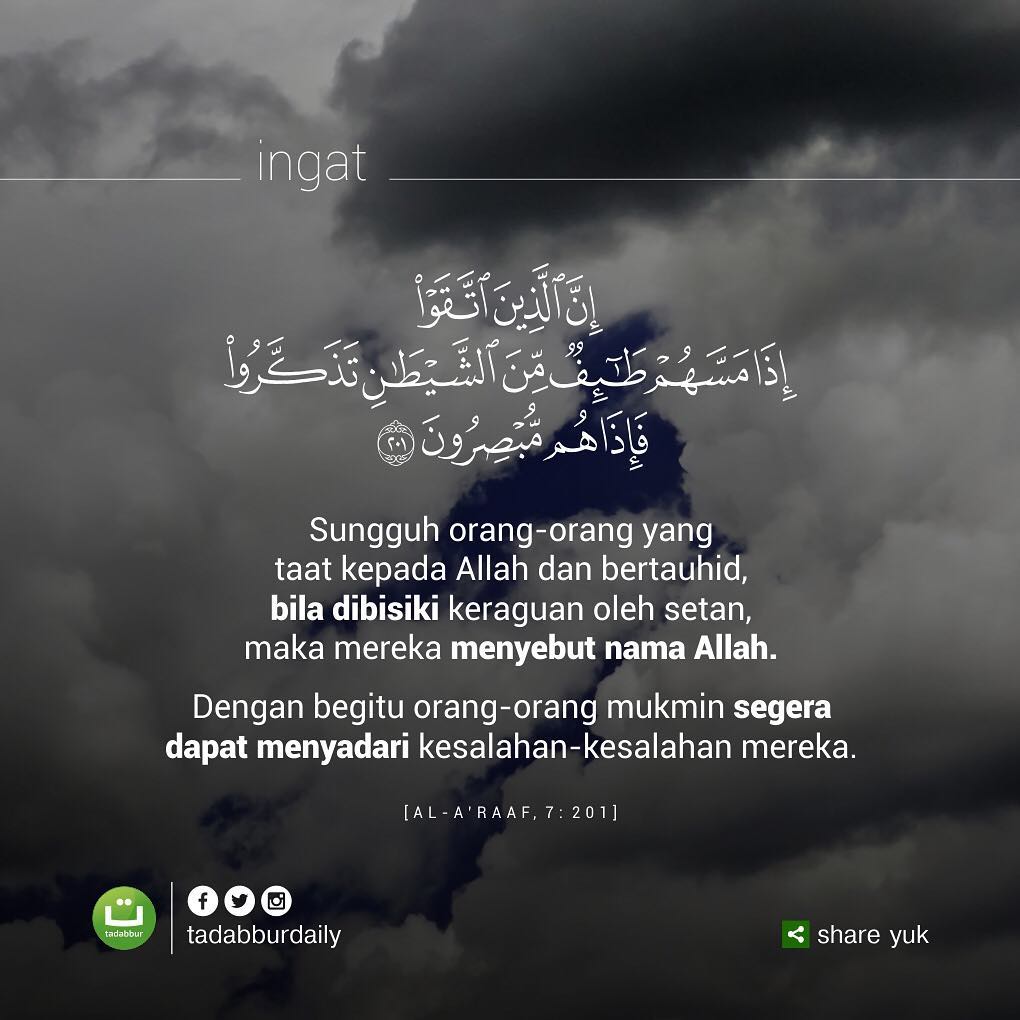 ingat
إِنَّ ٱلَّذِينَ ٱتَّقَوْا۟
إِذَا مَسَّهُمْ طَٰٓئِفٌ مِّنَ ٱلشَّيْطَٰنِ تَذَكَّرُوا۟
فَإِذَا هُم مُّبْصِرُونَ ٢٠١
Sungguh orang-orang yang
taat kepada Allah dan bertauhid,
bila dibisiki keraguan oleh setan,
maka mereka menyebut nama Allah.
Dengan begitu orang-orang mukmin segera
dapat menyadari kesalahan-kesalahan mereka.
[AL-A'RAAF, 7: 201]
ت
tadabbur
tadabburdaily
share yuk